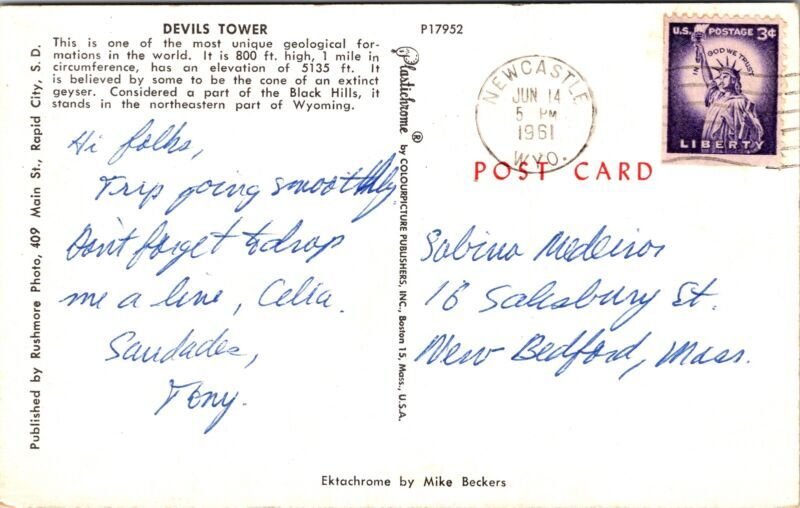 DEVILS TOWER
This is one of the most unique geological for-
mations in the world. It is 800 ft. high, 1 mile in
circumference, has an elevation of 5135 ft. It
is believed by some to be the cone of an extinct
geyser. Considered a part of the Black Hills, it
stands in the northeastern part of Wyoming.
Hi folks,
Trip going smoothly
Don't forget to drop
me a line, Celia.
Saudades,
Tony.
Published by Rushmore Photo, 409 Main St., Rapid City, S. D.
Plastichrome ® by COLOURPICTURE PUBLISHERS, INC., Boston 15, Mass., U.S.A.
P17952
NEWCASTLE
JUN 14
5 PM
1961
WYO.
U.S. POSTAGE 3¢
IN GOD WE TRUST
LIBERTY
POST CARD
Sabino Medeiros
16 Salisbury St.
New Bedford, Mass.
Ektachrome by Mike Beckers